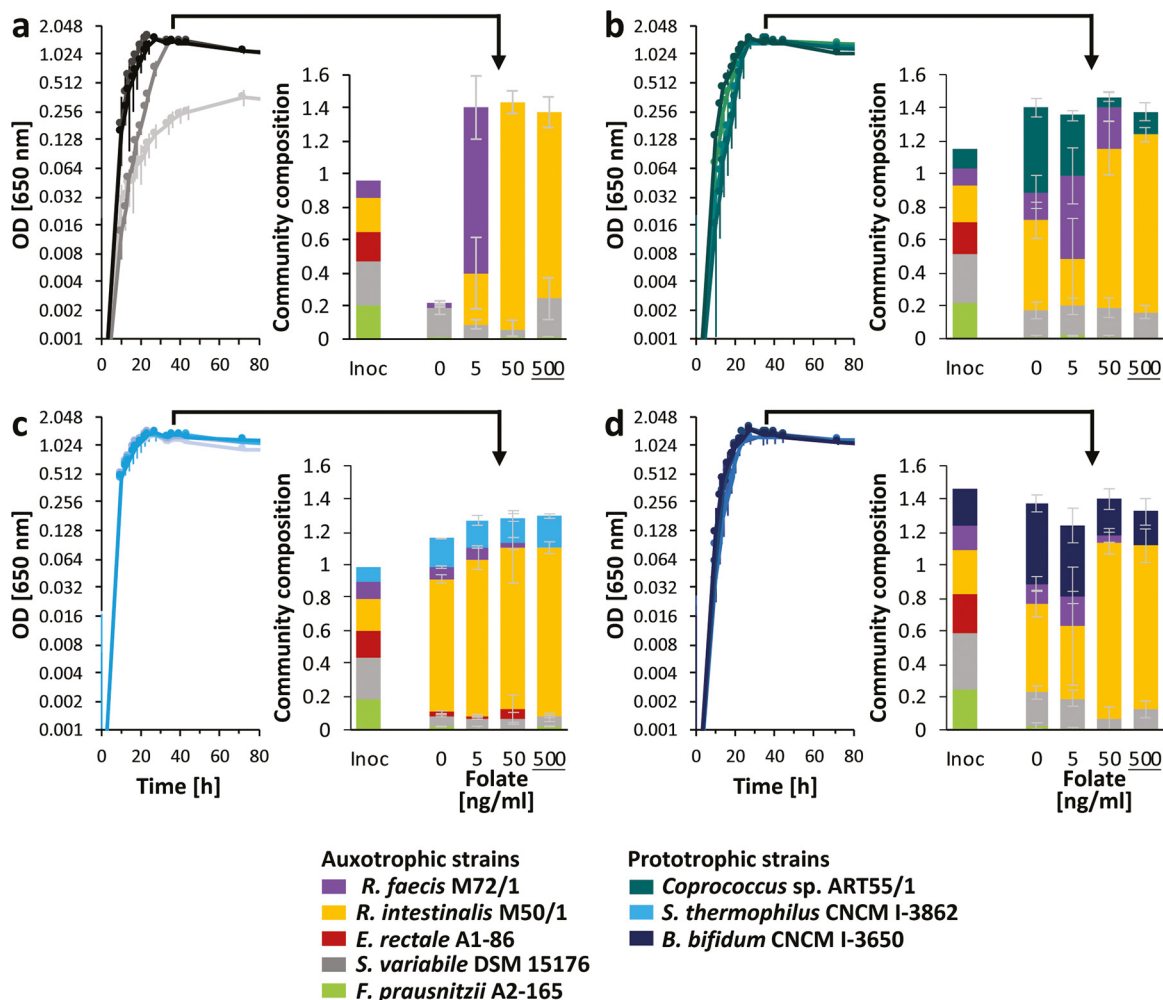 a
OD [650 nm]
2.048
1.024
0.512
0.256
0.128
0.064
0.032
0.016
0.008
0.004
0.002
0.001
0 20 40 60 80
Community composition
1.6
1.4
1.2
1
0.8
0.6
0.4
0.2
0
Inoc 0 5 50 500
b
OD [650 nm]
2.048
1.024
0.512
0.256
0.128
0.064
0.032
0.016
0.008
0.004
0.002
0.001
0 20 40 60 80
Community composition
1.6
1.4
1.2
1
0.8
0.6
0.4
0.2
0
Inoc 0 5 50 500
c
OD [650 nm]
2.048
1.024
0.512
0.256
0.128
0.064
0.032
0.016
0.008
0.004
0.002
0.001
0 20 40 60 80
Time [h]
Community composition
1.6
1.4
1.2
1
0.8
0.6
0.4
0.2
0
Inoc 0 5 50 500
Folate
[ng/ml]
d
OD [650 nm]
2.048
1.024
0.512
0.256
0.128
0.064
0.032
0.016
0.008
0.004
0.002
0.001
0 20 40 60 80
Time [h]
Community composition
1.6
1.4
1.2
1
0.8
0.6
0.4
0.2
0
Inoc 0 5 50 500
Folate
[ng/ml]
Auxotrophic strains
R. faecis M72/1
R. intestinalis M50/1
E. rectale A1-86
S. variabile DSM 15176
F. prausnitzii A2-165
Prototrophic strains
Coprococcus sp. ART55/1
S. thermophilus CNCM I-3862
B. bifidum CNCM I-3650